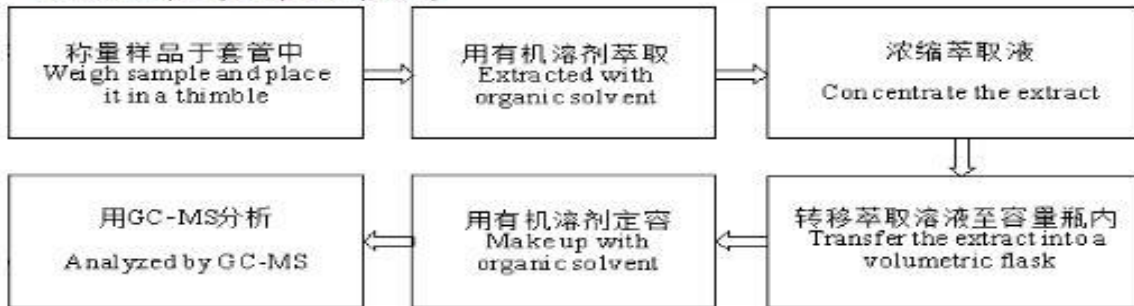 称量样品于套管中
Weigh sample and place
it in a thimble
用有机溶剂萃取
Extracted with
organic solvent
浓缩萃取液
Concentrate the extract
转移萃取溶液至容量瓶内
Transfer the extract into a
volumetric flask
用有机溶剂定容
Make up with
organic solvent
用GC-MS分析
Analyzed by GC-MS